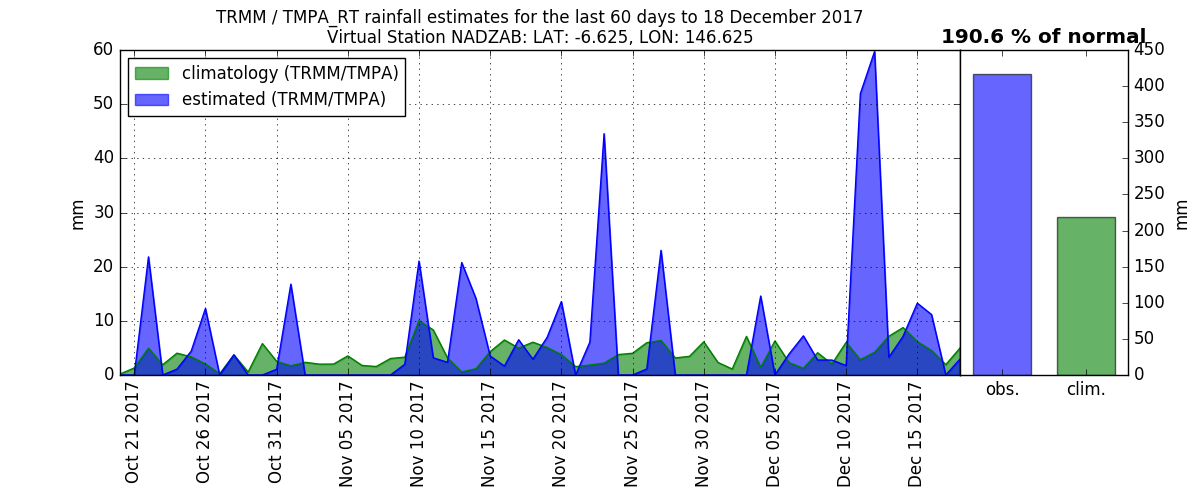 TRMM / TMPA_RT rainfall estimates for the last 60 days to 18 December 2017
Virtual Station NADZAB: LAT: -6.625, LON: 146.625
190.6 % of normal
climatology (TRMM/TMPA)
estimated (TRMM/TMPA)
mm
60
50
40
30
20
10
0
Oct 21 2017
Oct 26 2017
Oct 31 2017
Nov 05 2017
Nov 10 2017
Nov 15 2017
Nov 20 2017
Nov 25 2017
Nov 30 2017
Dec 05 2017
Dec 10 2017
Dec 15 2017
obs.
clim.
450
400
350
300
250
200
150
100
50
0
mm